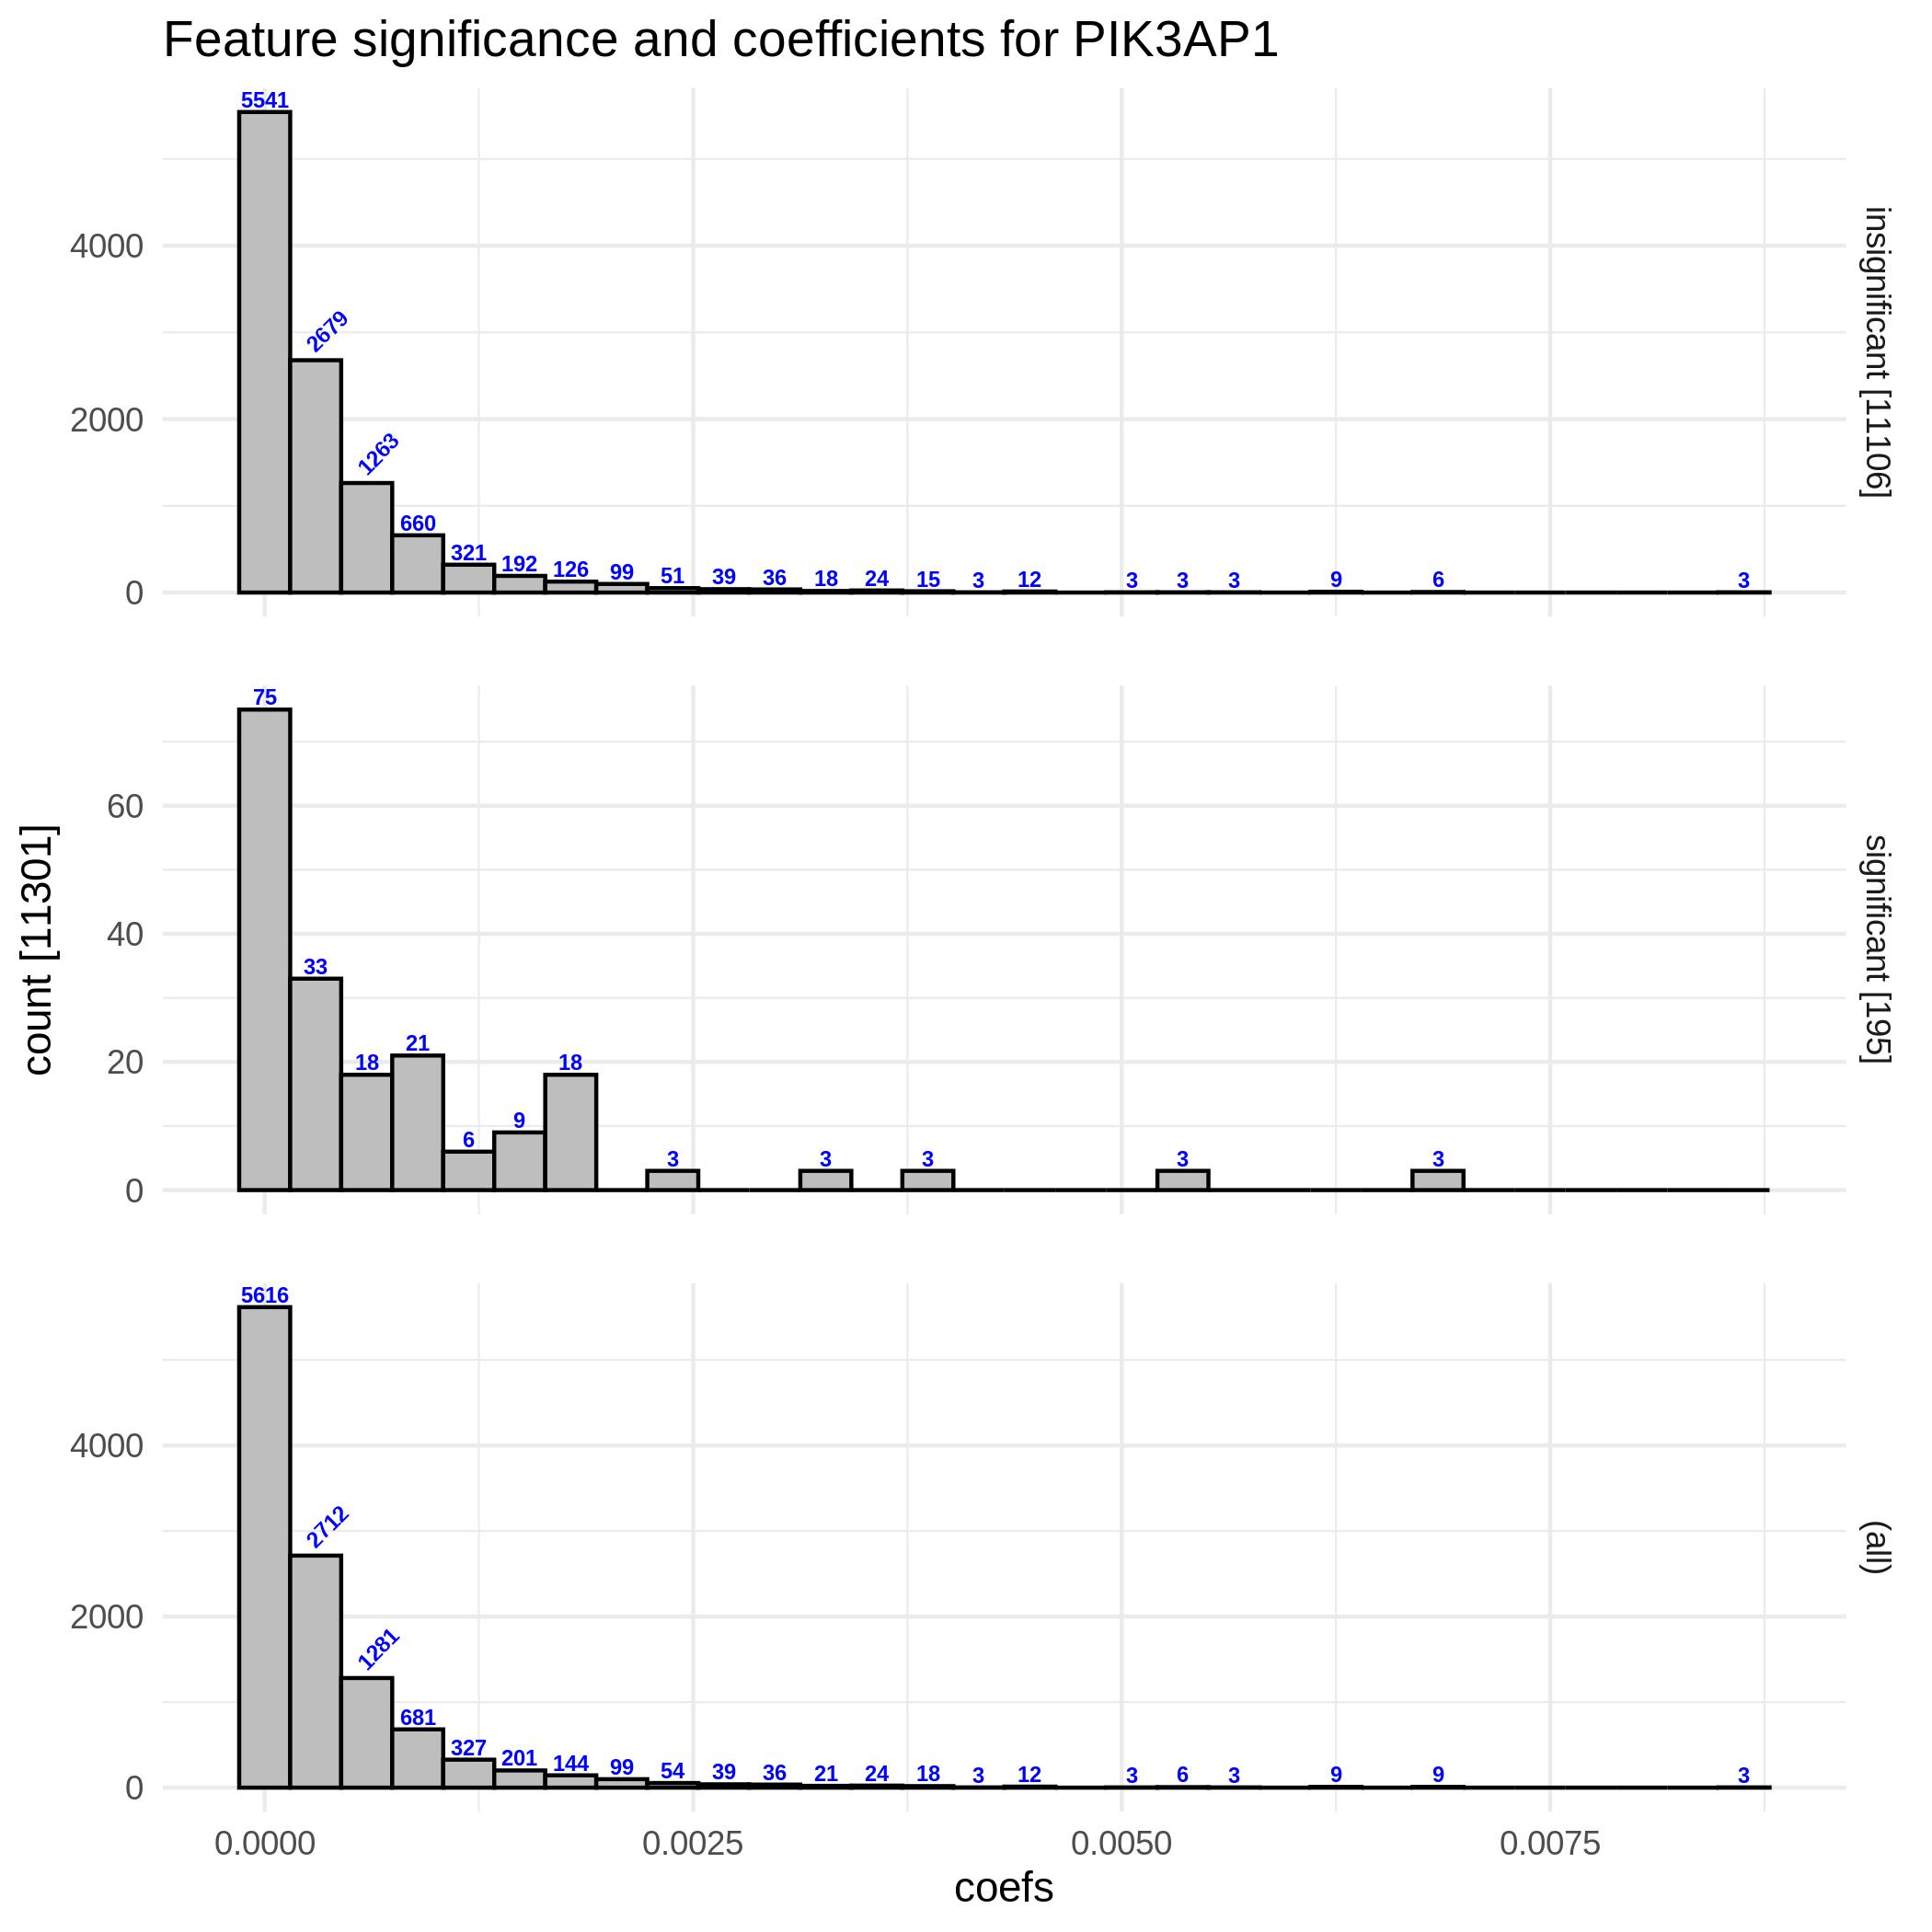 Feature significance and coefficients for PIK3AP1
count [11301]
5541
2679
1263
660
321 192 126 99 51 39 36 18 24 15 3 12 3 3 3 9 6 3
4000
2000
0
insignificant [11106]
75
33
18
21
6
9
18
3 3 3 3 3
60
40
20
0
significant [195]
5616
2712
1281
681
327 201 144 99 54 39 36 21 24 18 3 12 3 6 3 9 9 3
4000
2000
0
(all)
0.0000 0.0025 0.0050 0.0075
coefs